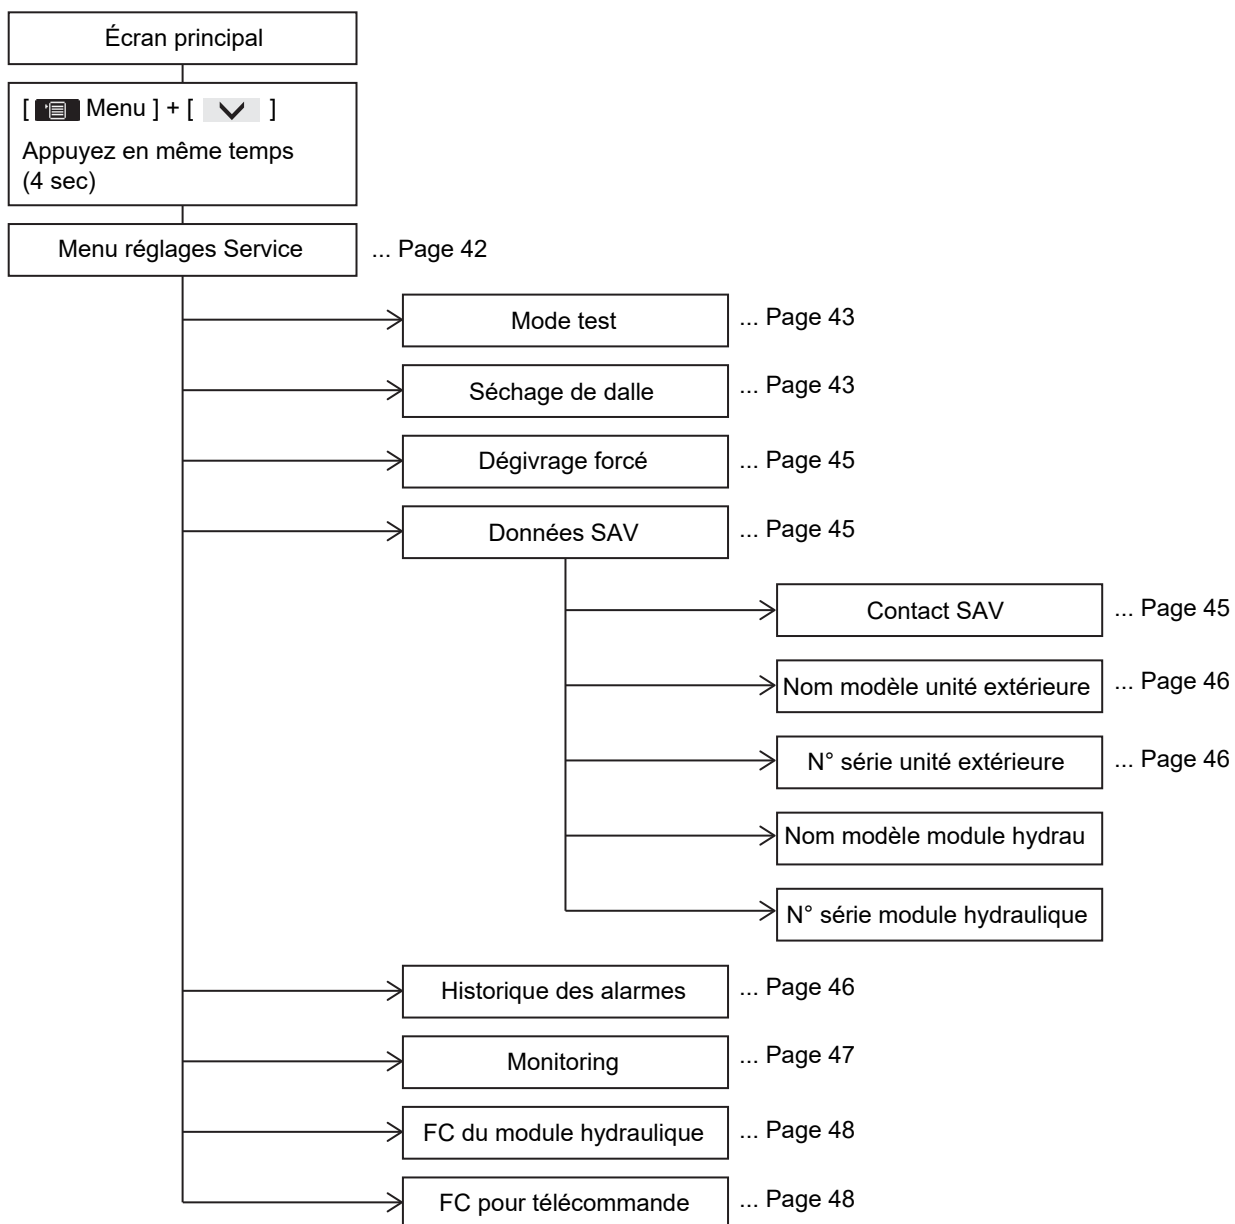 Écran principal
[ Menu ] + [ ]
Appuyez en même temps
(4 sec)
Menu réglages Service ... Page 42
Mode test ... Page 43
Séchage de dalle ... Page 43
Dégivrage forcé ... Page 45
Données SAV ... Page 45
Contact SAV ... Page 45
Nom modèle unité extérieure ... Page 46
N° série unité extérieure ... Page 46
Nom modèle module hydrau
N° série module hydraulique
Historique des alarmes ... Page 46
Monitoring ... Page 47
FC du module hydraulique ... Page 48
FC pour télécommande ... Page 48